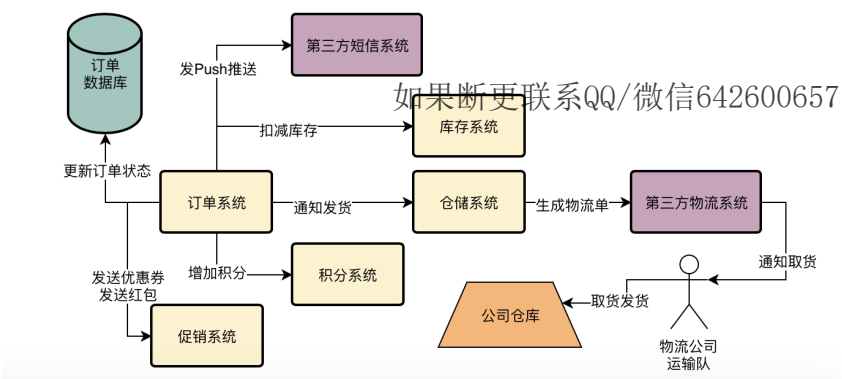 订单
数据库
第三方短信系统
发Push推送
如果断更联系QQ/微信642600657
扣减库存
库存系统
更新订单状态
订单系统
通知发货
仓储系统
生成物流单
第三方物流系统
增加积分
积分系统
通知取货
发送优惠券
发送红包
促销系统
公司仓库
取货发货
物流公司
运输队